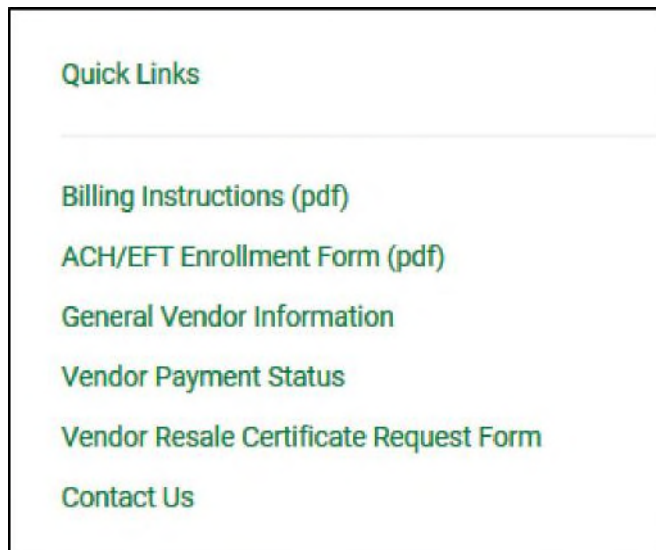 Quick Links
Billing Instructions (pdf)
ACH/EFT Enrollment Form (pdf)
General Vendor Information
Vendor Payment Status
Vendor Resale Certificate Request Form
Contact Us